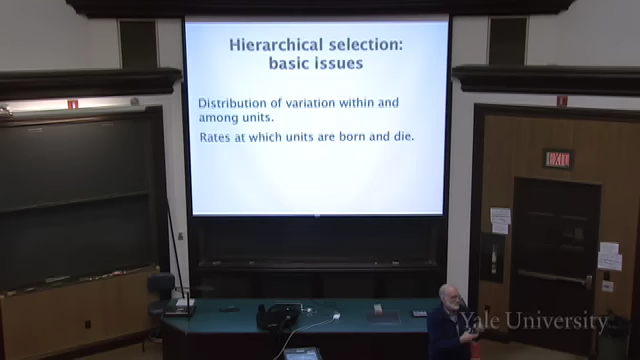 Hierarchical selection:
basic issues
Distribution of variation within and
among units.
Rates at which units are born and die.
EXIT
Yale University